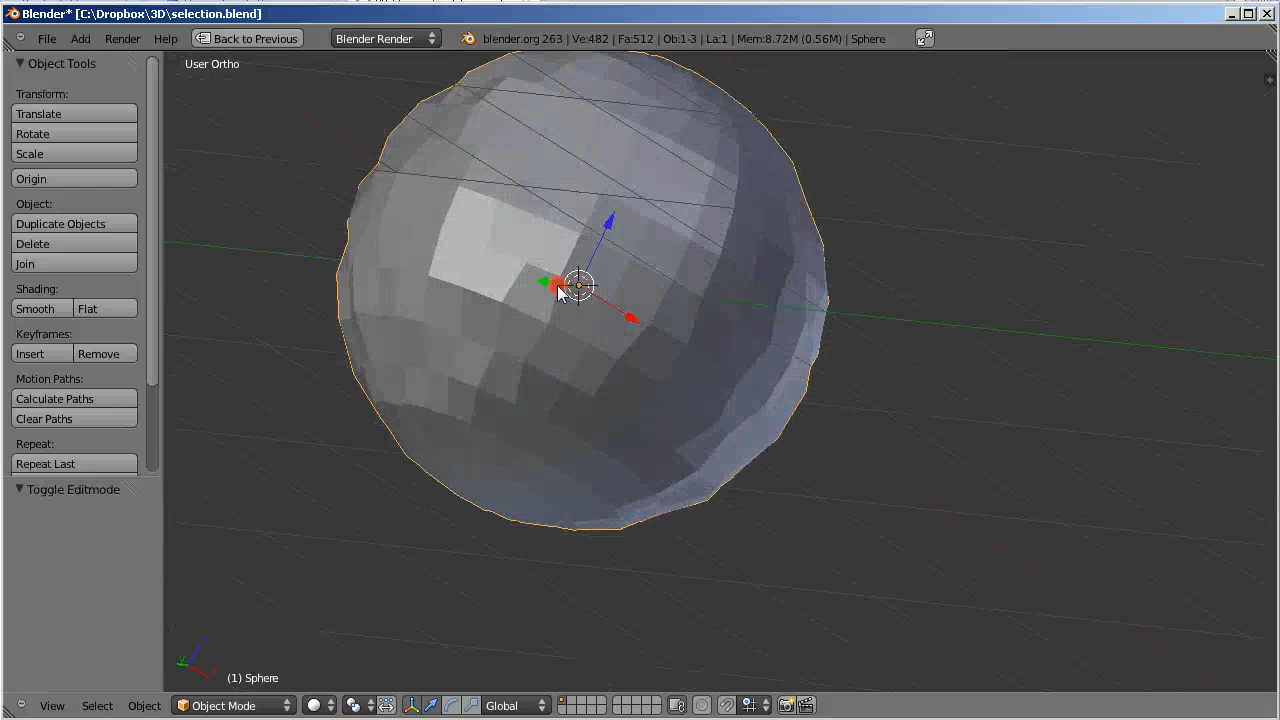 Blender* [C:\Dropbox\3D\selection.blend]
File Add Render Help Back to Previous Blender Render blender.org 263 | Ve:482 | Fa:512 | Ob:1-3 | La:1 | Mem:8.72M (0.56M) | Sphere
Object Tools
User Ortho
Transform:
Translate
Rotate
Scale
Origin
Object:
Duplicate Objects
Delete
Join
Shading:
Smooth Flat
Keyframes:
Insert Remove
Motion Paths:
Calculate Paths
Clear Paths
Repeat:
Repeat Last
Toggle Editmode
(1) Sphere
View Select Object Object Mode Global